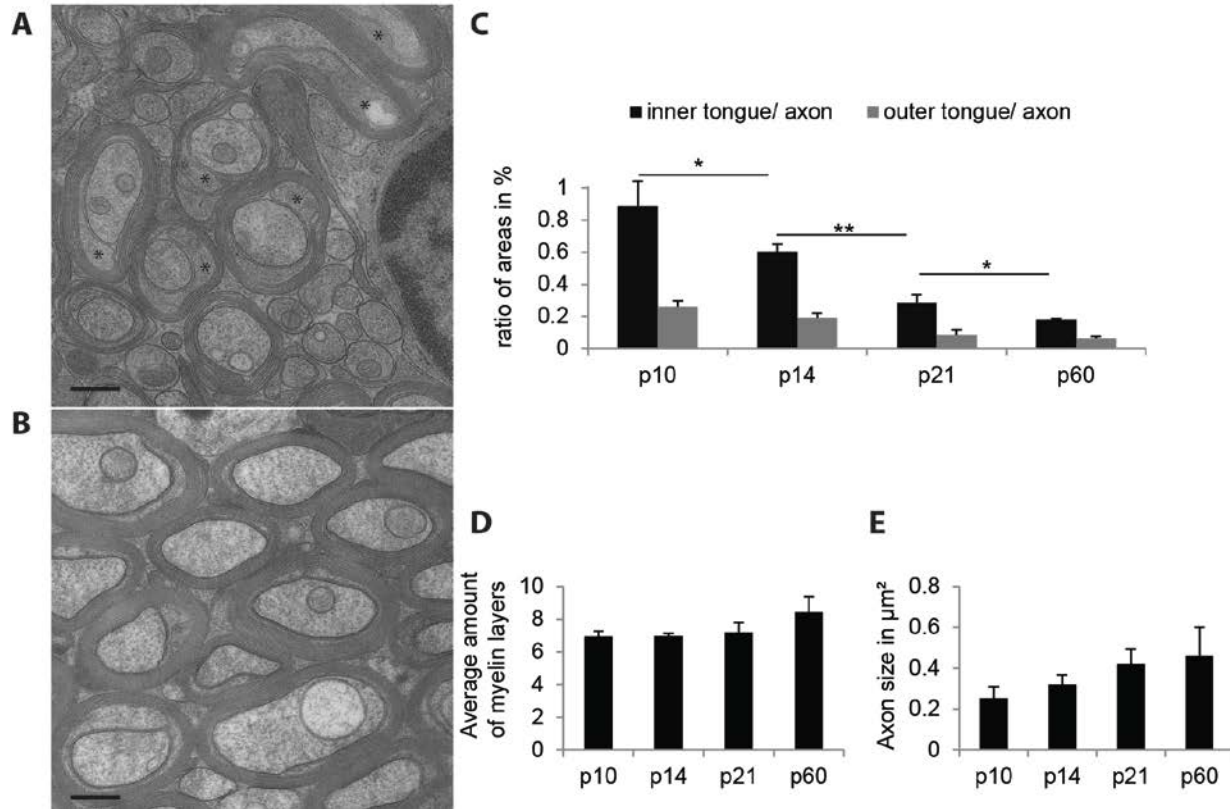 A
*
*
*
*
*
*
B
C
inner tongue/ axon outer tongue/ axon
ratio of areas in %
1
0.8
0.6
0.4
0.2
0
*
**
*
p10 p14 p21 p60
D
Average amount
of myelin layers
10
8
6
4
2
0
p10 p14 p21 p60
E
Axon size in µm²
0.8
0.6
0.4
0.2
0
p10 p14 p21 p60